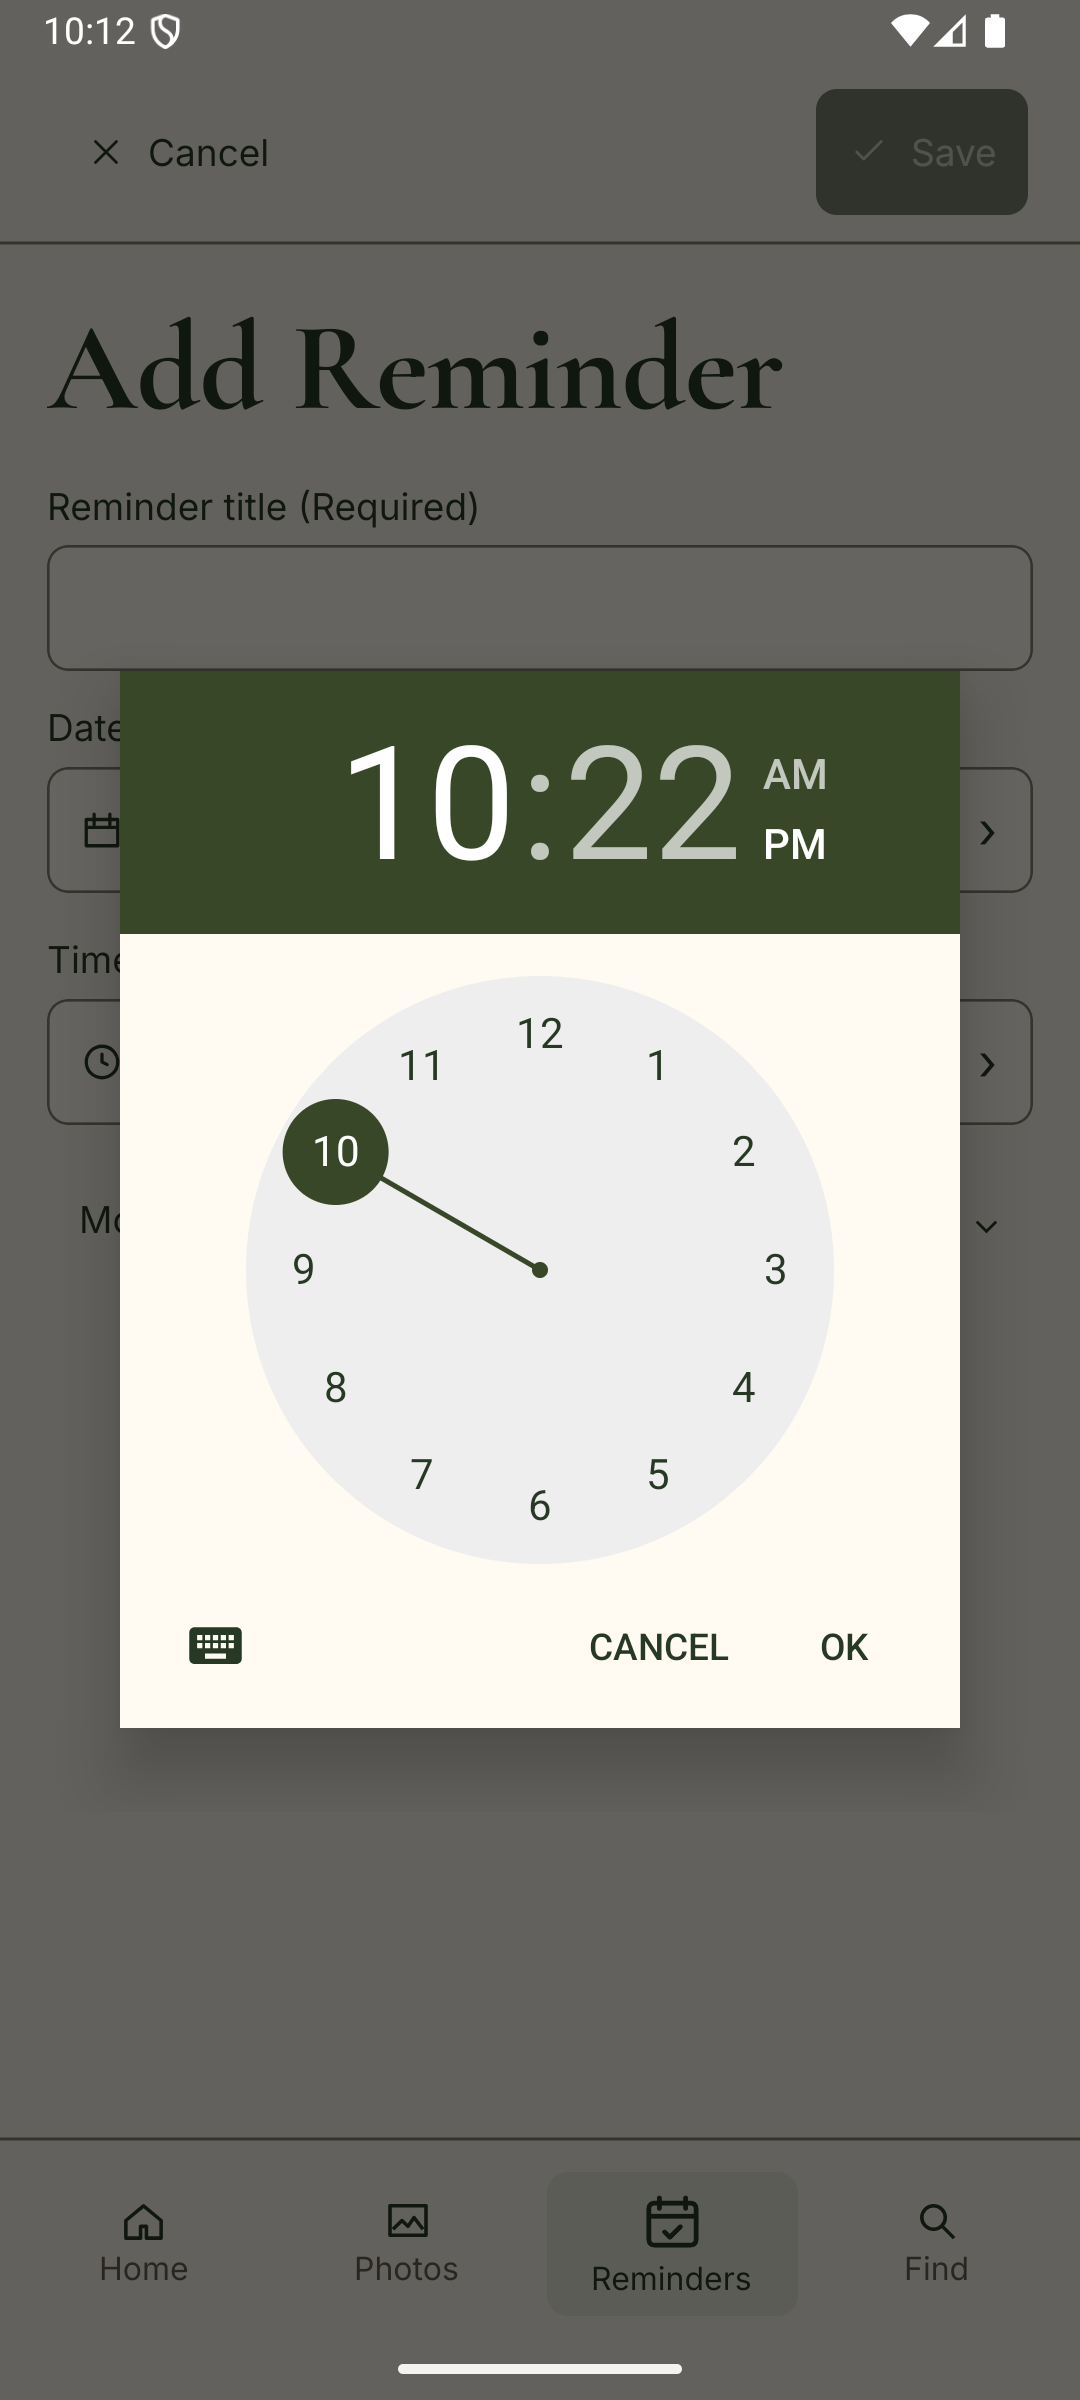 10:12
Cancel
Save
Add Reminder
Reminder title (Required)
Date
10:22
AM
PM
Time
12
11
1
10
2
9
3
8
4
7
5
6
CANCEL
OK
Home
Photos
Reminders
Find